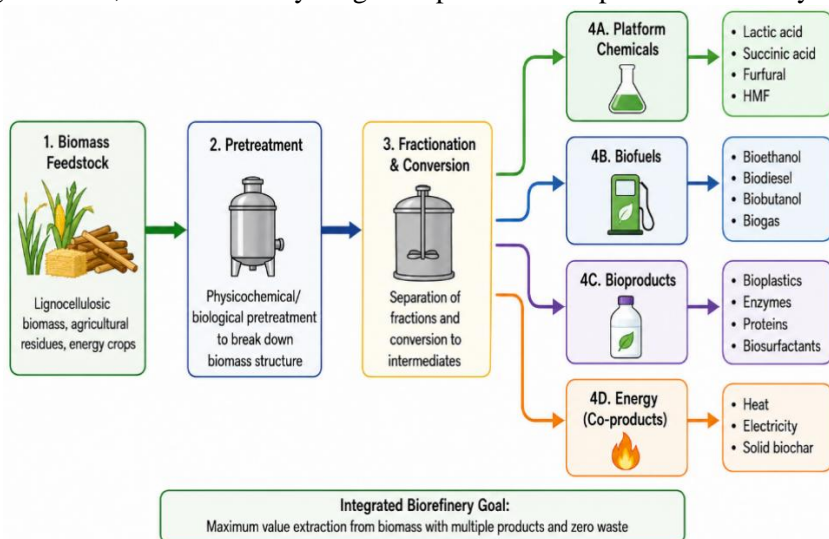 1. Biomass
Feedstock
Lignocellulosic
biomass, agricultural
residues, energy crops
2. Pretreatment
Physicochemical/
biological pretreatment
to break down
biomass structure
3. Fractionation
& Conversion
Separation of
fractions and
conversion to
intermediates
4A. Platform
Chemicals
• Lactic acid
• Succinic acid
• Furfural
• HMF
4B. Biofuels
• Bioethanol
• Biodiesel
• Biobutanol
• Biogas
4C. Bioproducts
• Bioplastics
• Enzymes
• Proteins
• Biosurfactants
4D. Energy
(Co-products)
• Heat
• Electricity
• Solid biochar
Integrated Biorefinery Goal:
Maximum value extraction from biomass with multiple products and zero waste